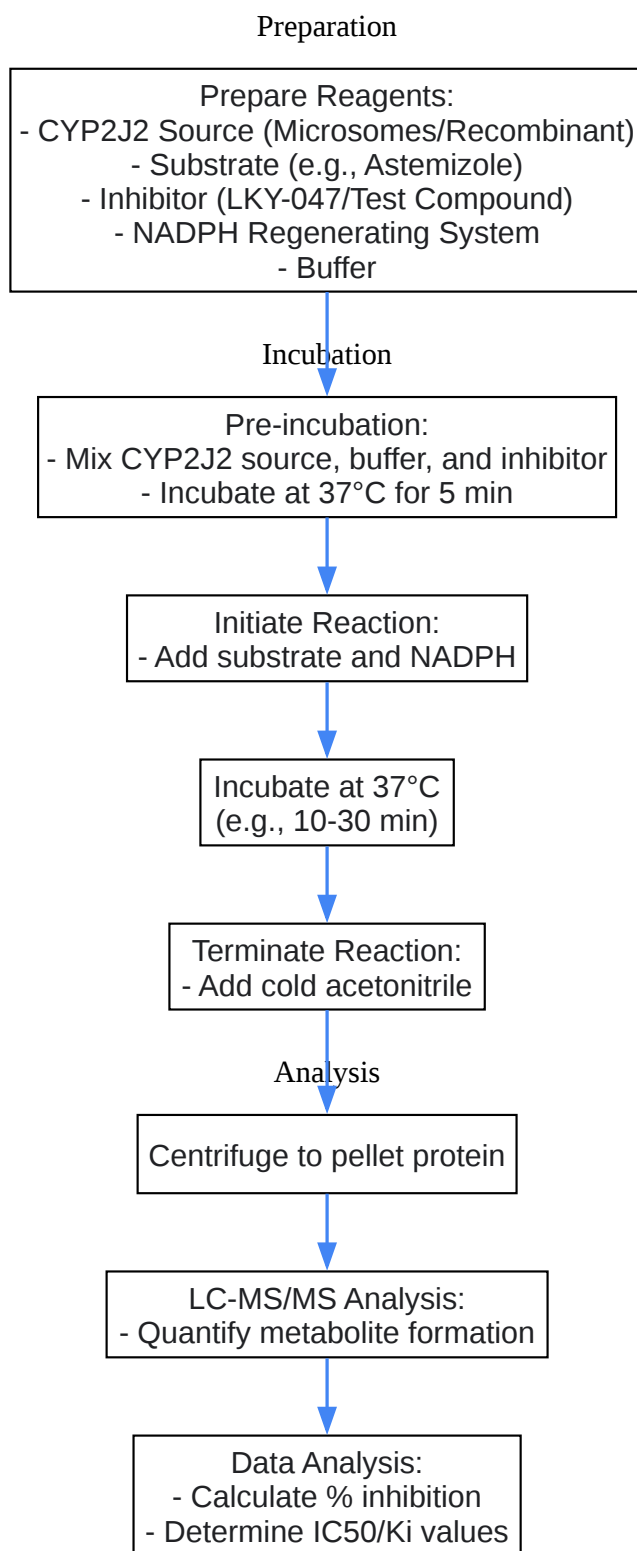 Preparation
Prepare Reagents:
- CYP2J2 Source (Microsomes/Recombinant)
- Substrate (e.g., Astemizole)
- Inhibitor (LKY-047/Test Compound)
- NADPH Regenerating System
- Buffer
Incubation
Pre-incubation:
- Mix CYP2J2 source, buffer, and inhibitor
- Incubate at 37°C for 5 min
Initiate Reaction:
- Add substrate and NADPH
Incubate at 37°C
(e.g., 10-30 min)
Terminate Reaction:
- Add cold acetonitrile
Analysis
Centrifuge to pellet protein
LC-MS/MS Analysis:
- Quantify metabolite formation
Data Analysis:
- Calculate % inhibition
- Determine IC50/Ki values